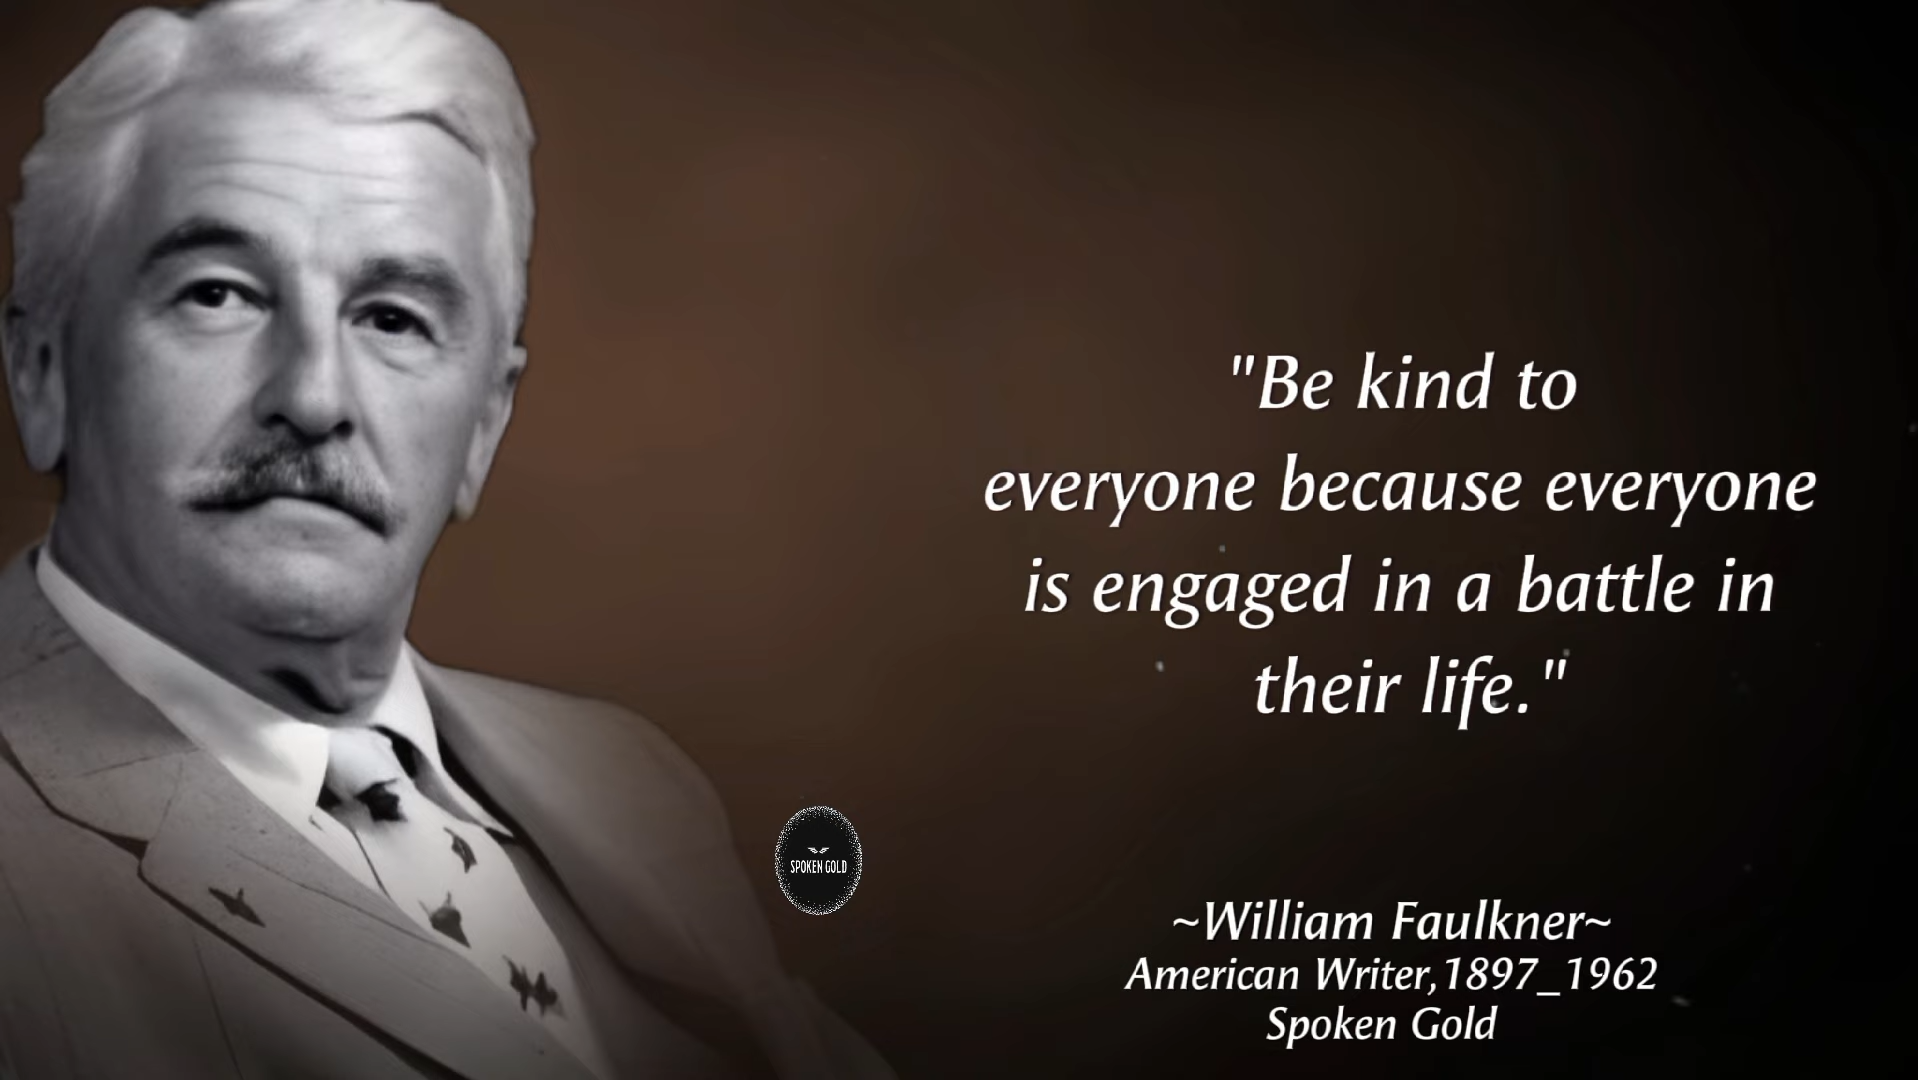 "Be kind to
everyone because everyone
is engaged in a battle in
their life."
SPOKEN GOLD
~William Faulkner~
American Writer,1897_1962
Spoken Gold